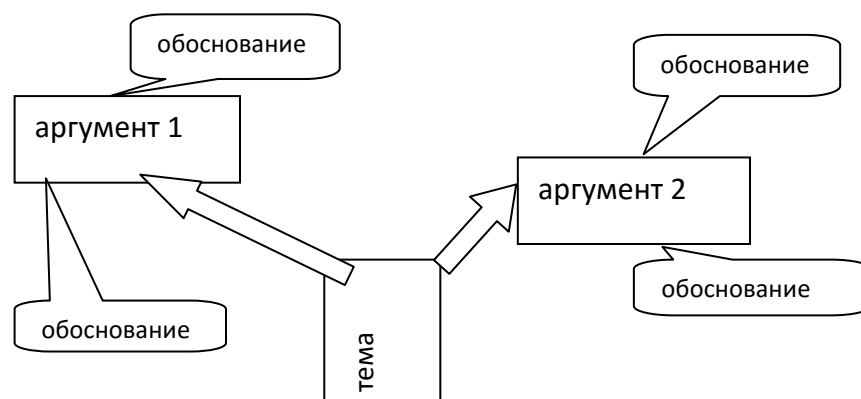 обоснование
обоснование
аргумент 1
аргумент 2
обоснование
обоснование
тема